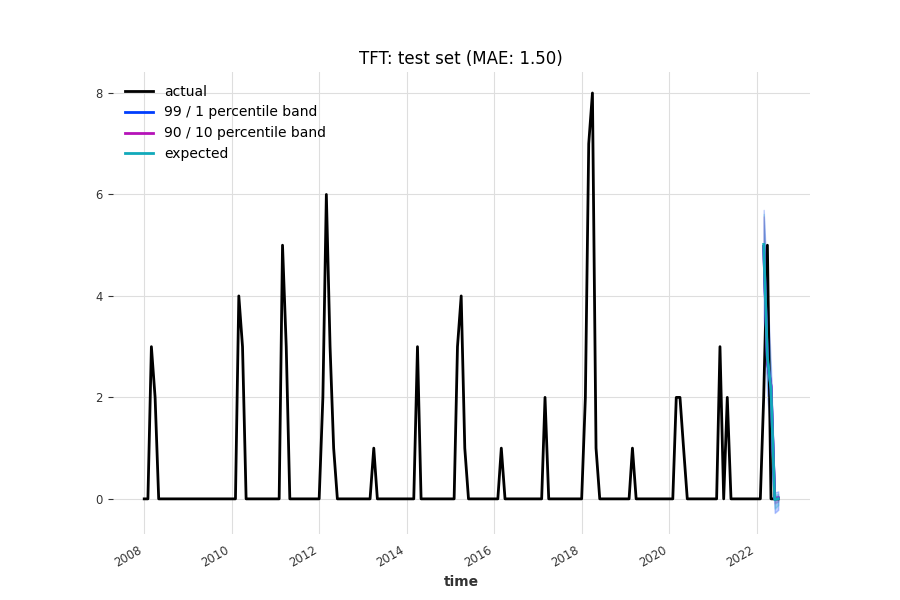 TFT: test set (MAE: 1.50)
actual
99 / 1 percentile band
90 / 10 percentile band
expected
8
6
4
2
0
2008
2010
2012
2014
2016
2018
2020
2022
time